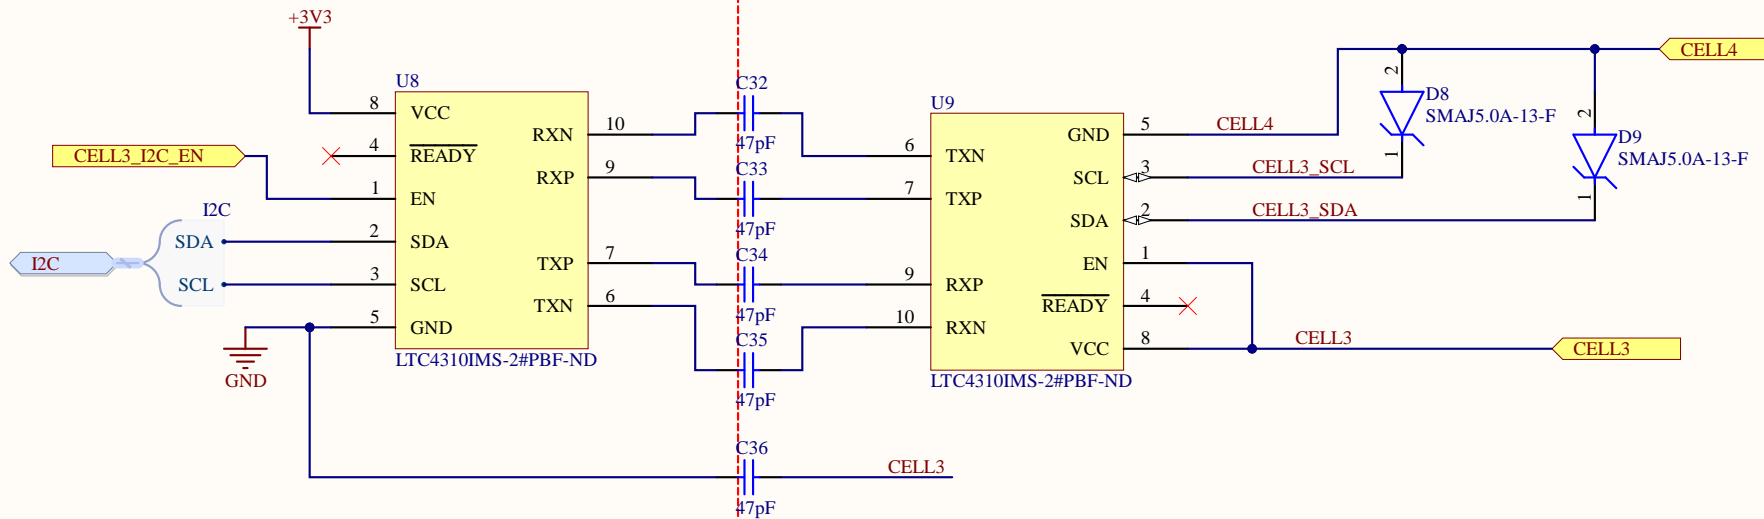 +3V3
U8
8
VCC
4
READY
CELL3_I2C_EN
1
EN
I2C
2
SDA
SDA
I2C
3
SCL
SCL
5
GND
GND
LTC4310IMS-2#PBF-ND
RXN
10
RXP
9
TXP
7
TXN
6
C32
47pF
C33
47pF
C34
47pF
C35
47pF
C36
47pF
CELL3
U9
6
TXN
7
TXP
9
RXP
10
RXN
GND
5
CELL4
SCL
3
CELL3_SCL
SDA
2
CELL3_SDA
EN
1
READY
4
VCC
8
CELL3
CELL3
LTC4310IMS-2#PBF-ND
2
D8
SMAJ5.0A-13-F
1
2
D9
SMAJ5.0A-13-F
1
CELL4